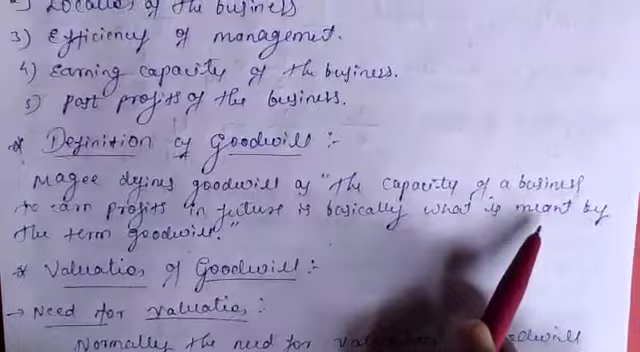 2) Location of the business
3) Efficiency of management.
4) Earning capacity of the business.
5) Past profits of the business.
* Definition of Goodwill :-
Magee defines goodwill as "the capacity of a business
to earn profits in future is basically what is meant by
the term goodwill."
* Valuation of Goodwill :-
→ Need for valuation :
Normally the need for